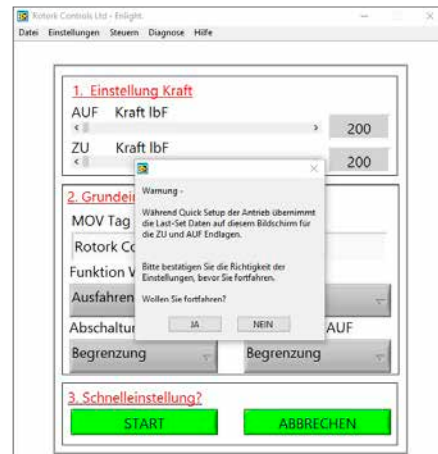 Rotork Controls Ltd - Enlight
Datei Einstellungen Steuern Diagnose Hilfe
1. Einstellung Kraft
AUF Kraft lbF
200
ZU Kraft lbF
200
Warnung -
Während Quick Setup der Antrieb übernimmt
die Last-Set Daten auf diesem Bildschirm für
die ZU und AUF Endlagen.
Bitte bestätigen Sie die Richtigkeit der
Einstellungen, bevor Sie fortfahren.
Wollen Sie fortfahren?
JA NEIN
2. Grundei
MOV Tag
Rotork Co
Funktion V
Ausfahren
Abschaltu AUF
Begrenzung Begrenzung
3. Schnelleinstellung?
START ABBRECHEN